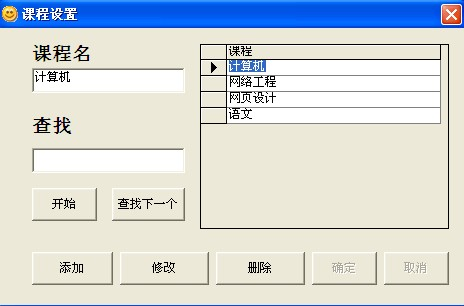 课程设置
课程名
计算机
查找
开始
查找下一个
课程
计算机
网络工程
网页设计
语文
添加
修改
删除
确定
取消